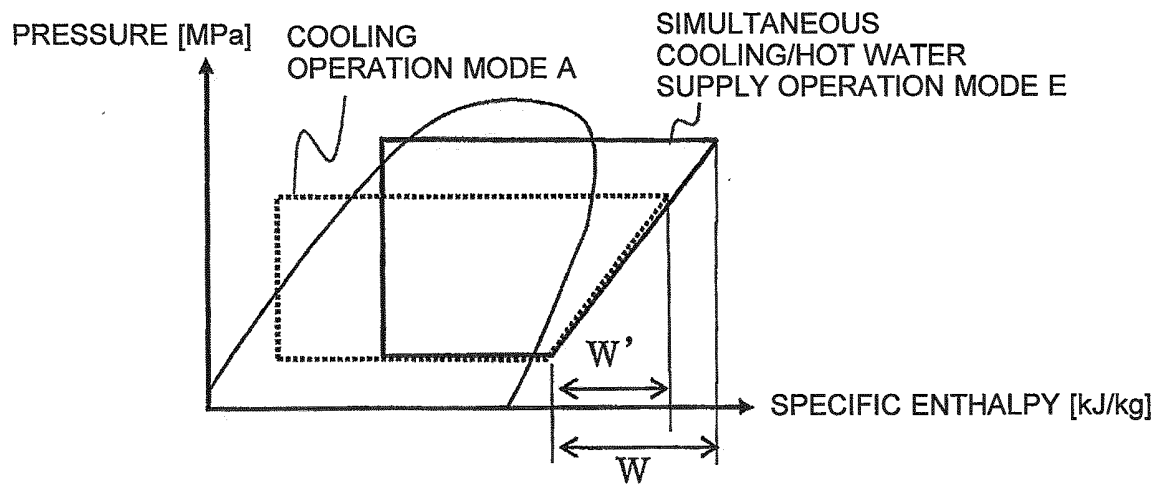 PRESSURE [MPa]
COOLING
OPERATION MODE A
SIMULTANEOUS
COOLING/HOT WATER
SUPPLY OPERATION MODE E
W'
SPECIFIC ENTHALPY [kJ/kg]
W